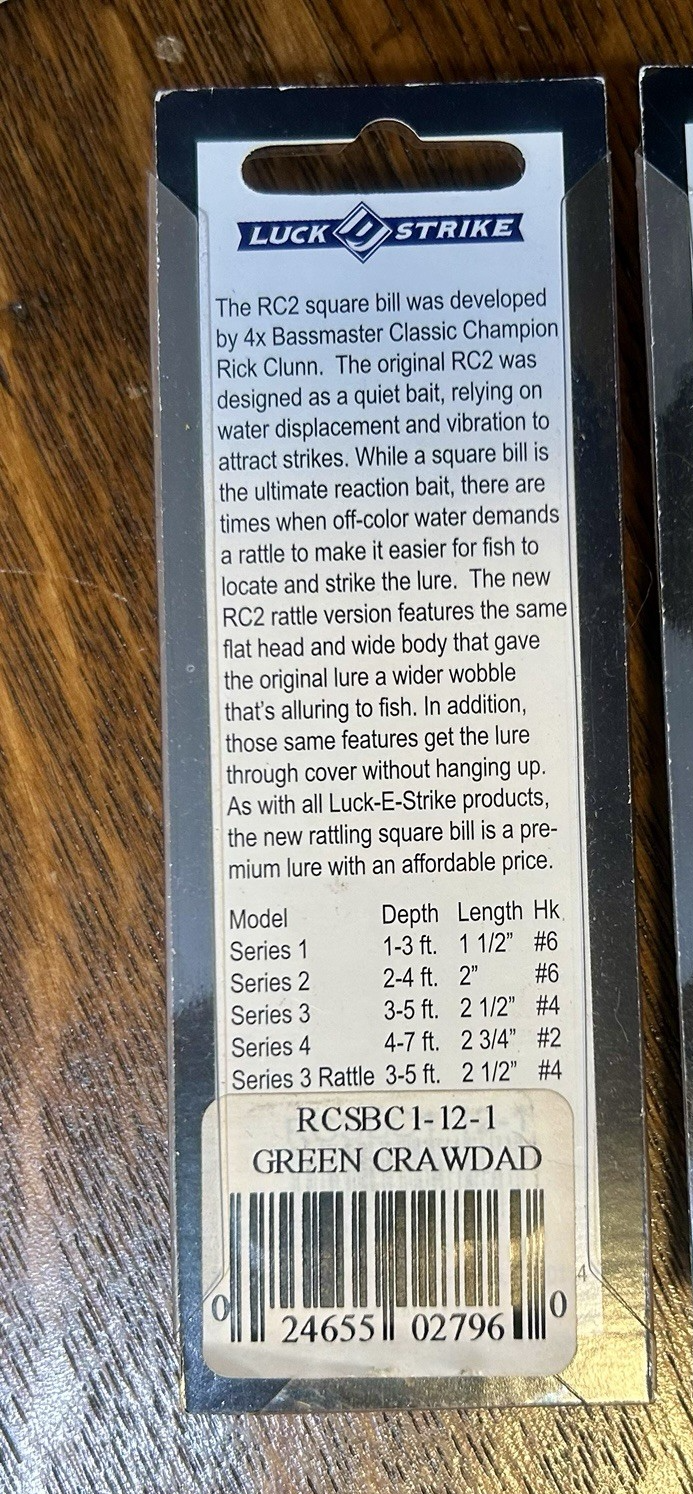 LUCK E STRIKE
The RC2 square bill was developed
by 4x Bassmaster Classic Champion
Rick Clunn. The original RC2 was
designed as a quiet bait, relying on
water displacement and vibration to
attract strikes. While a square bill is
the ultimate reaction bait, there are
times when off-color water demands
a rattle to make it easier for fish to
locate and strike the lure. The new
RC2 rattle version features the same
flat head and wide body that gave
the original lure a wider wobble
that's alluring to fish. In addition,
those same features get the lure
through cover without hanging up.
As with all Luck-E-Strike products,
the new rattling square bill is a pre-
mium lure with an affordable price.
Model Depth Length Hk
Series 1 1-3 ft. 1 1/2” #6
Series 2 2-4 ft. 2” #6
Series 3 3-5 ft. 2 1/2” #4
Series 4 4-7 ft. 2 3/4” #2
Series 3 Rattle 3-5 ft. 2 1/2” #4
RCSBC1-12-1
GREEN CRAWDAD
4
0 24655 02796 0